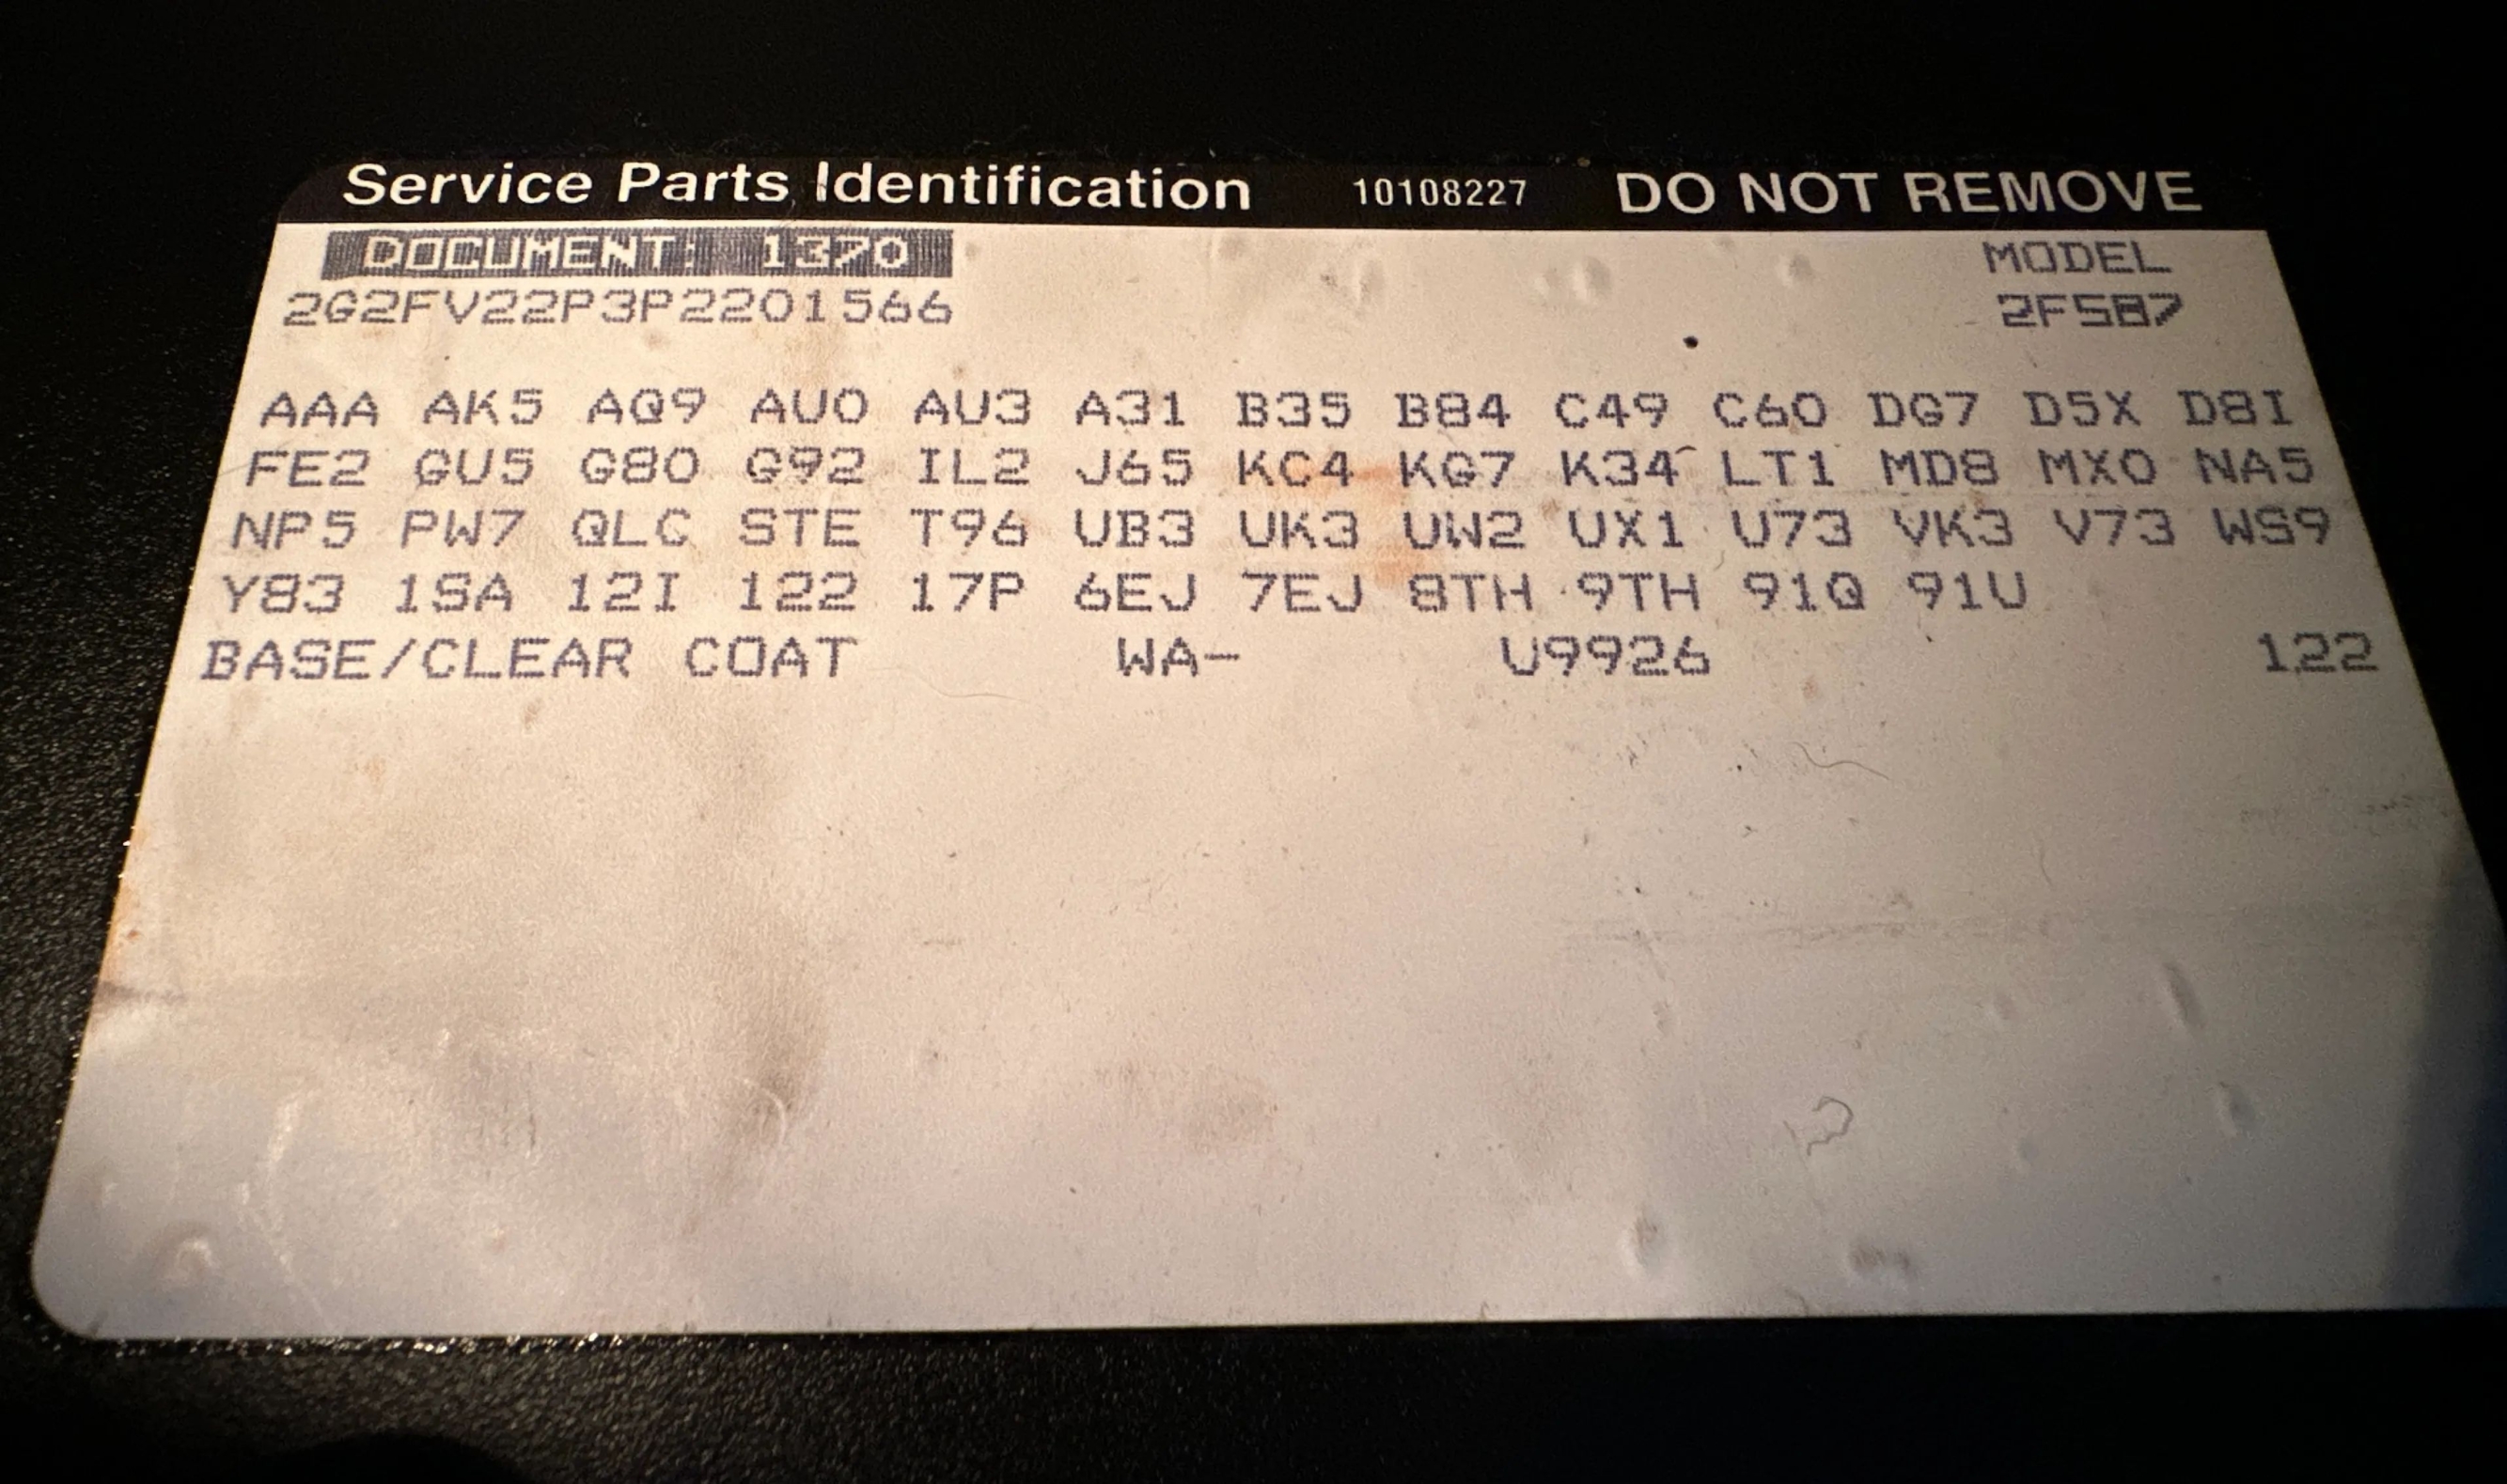 Service Parts Identification 10108227 DO NOT REMOVE
DOCUMENT: 1370 MODEL
2G2FV22P3P2201566 2FS87
AAA AK5 AQ9 AU0 AU3 A31 B35 B84 C49 C60 DG7 D5X D8I
FE2 GU5 G80 G92 IL2 J65 KC4 KG7 K34 LT1 MD8 MX0 NA5
NP5 PW7 QLC STE T96 UB3 UK3 UW2 UX1 U73 VK3 V73 WS9
Y83 1SA 12I 122 17P 6EJ 7EJ 8TH 9TH 91Q 91U
BASE/CLEAR COAT WA- U9926 122